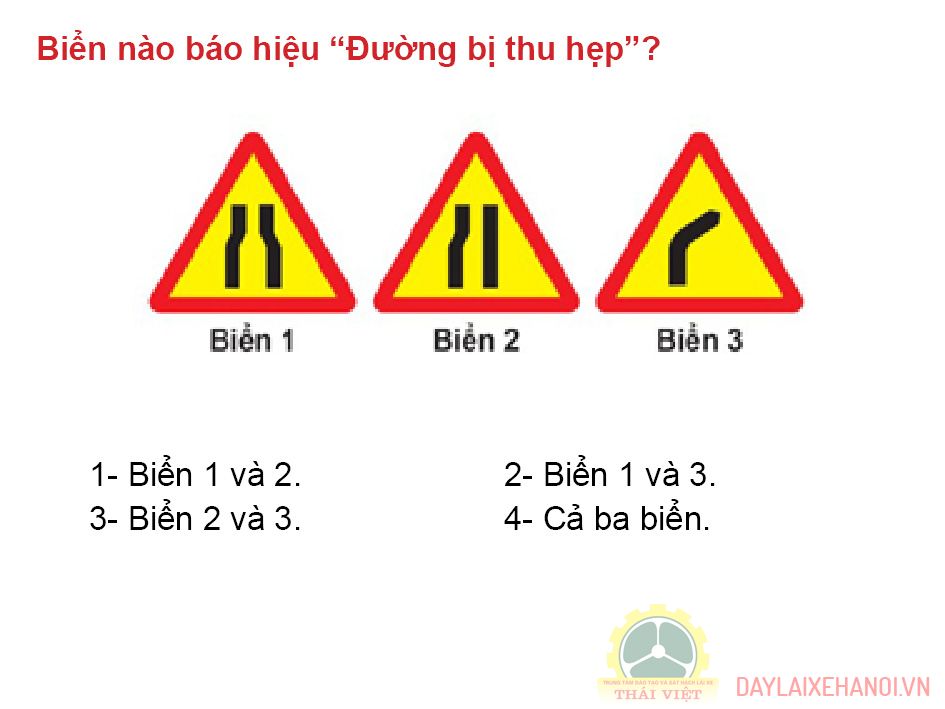 Biển nào báo hiệu “Đường bị thu hẹp”?
Biển 1 Biển 2 Biển 3
1- Biển 1 và 2. 2- Biển 1 và 3.
3- Biển 2 và 3. 4- Cả ba biển.
TRUNG TÂM ĐÀO TẠO VÀ SÁT HẠCH LÁI XE
THÁI VIỆT
DAYLAIXEHANOI.VN